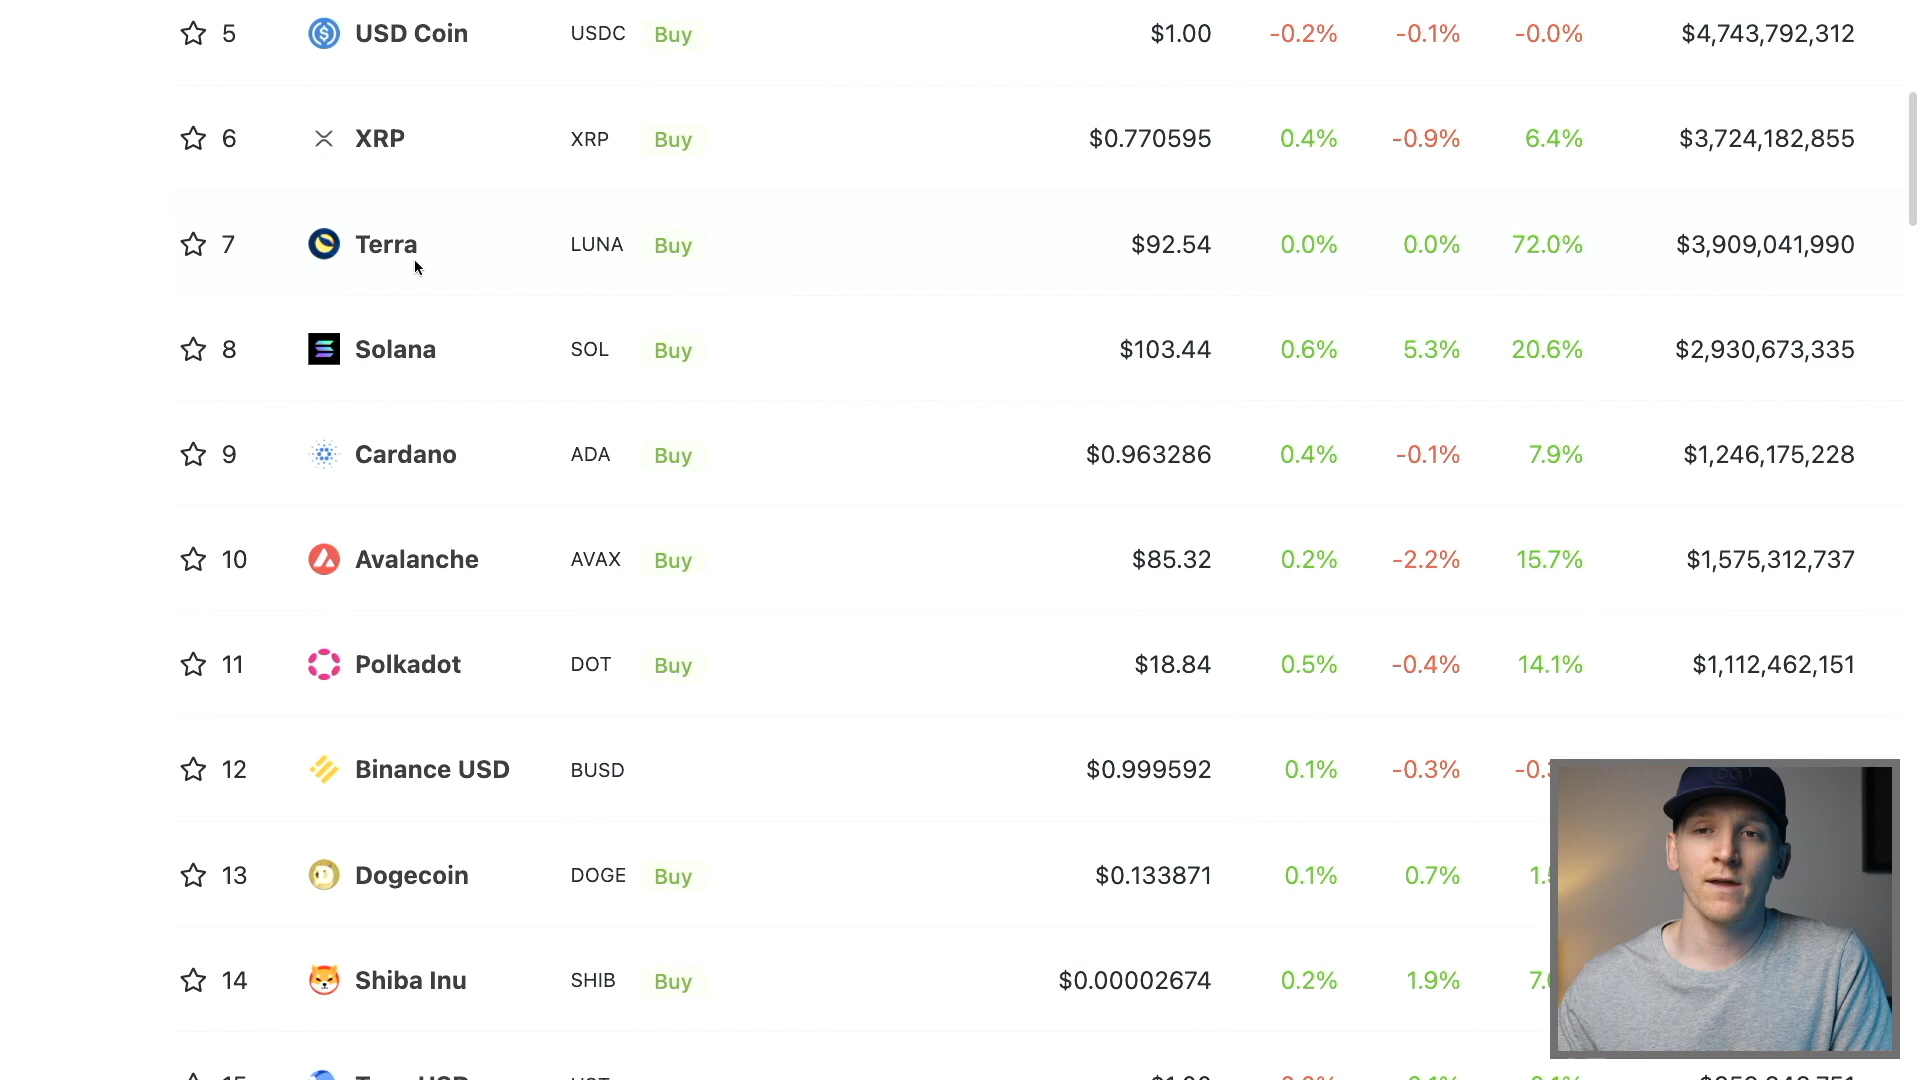 5 USD Coin USDC Buy $1.00 -0.2% -0.1% -0.0% $4,743,792,312
6 XRP XRP Buy $0.770595 0.4% -0.9% 6.4% $3,724,182,855
7 Terra LUNA Buy $92.54 0.0% 0.0% 72.0% $3,909,041,990
8 Solana SOL Buy $103.44 0.6% 5.3% 20.6% $2,930,673,335
9 Cardano ADA Buy $0.963286 0.4% -0.1% 7.9% $1,246,175,228
10 Avalanche AVAX Buy $85.32 0.2% -2.2% 15.7% $1,575,312,737
11 Polkadot DOT Buy $18.84 0.5% -0.4% 14.1% $1,112,462,151
12 Binance USD BUSD $0.999592 0.1% -0.3%
13 Dogecoin DOGE Buy $0.133871 0.1% 0.7%
14 Shiba Inu SHIB Buy $0.00002674 0.2% 1.9%